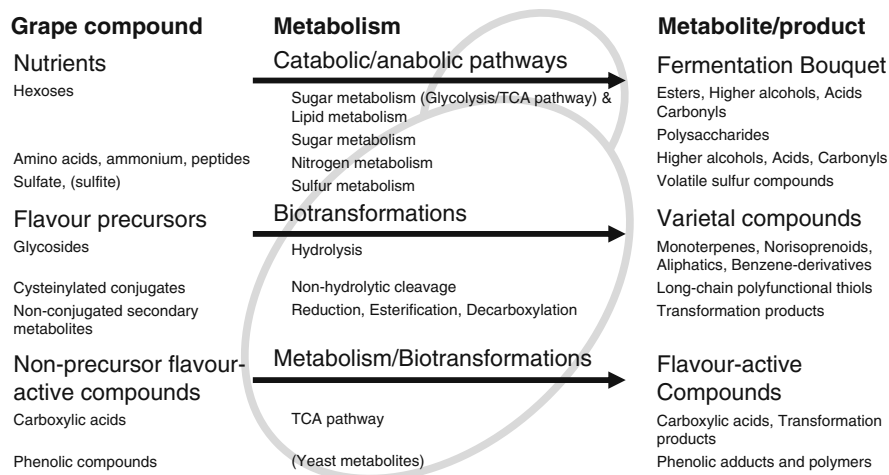 Grape compound Metabolism Metabolite/product
Nutrients Catabolic/anabolic pathways Fermentation Bouquet
Hexoses Sugar metabolism (Glycolysis/TCA pathway) & Esters, Higher alcohols, Acids
Lipid metabolism Carbonyls
Sugar metabolism Polysaccharides
Amino acids, ammonium, peptides Nitrogen metabolism Higher alcohols, Acids, Carbonyls
Sulfate, (sulfite) Sulfur metabolism Volatile sulfur compounds
Flavour precursors Biotransformations Varietal compounds
Glycosides Hydrolysis Monoterpenes, Norisoprenoids,
Aliphatics, Benzene-derivatives
Cysteinylated conjugates Non-hydrolytic cleavage Long-chain polyfunctional thiols
Non-conjugated secondary Reduction, Esterification, Decarboxylation Transformation products
metabolites
Non-precursor flavour- Metabolism/Biotransformations Flavour-active
active compounds Compounds
Carboxylic acids TCA pathway Carboxylic acids, Transformation
products
Phenolic compounds (Yeast metabolites) Phenolic adducts and polymers